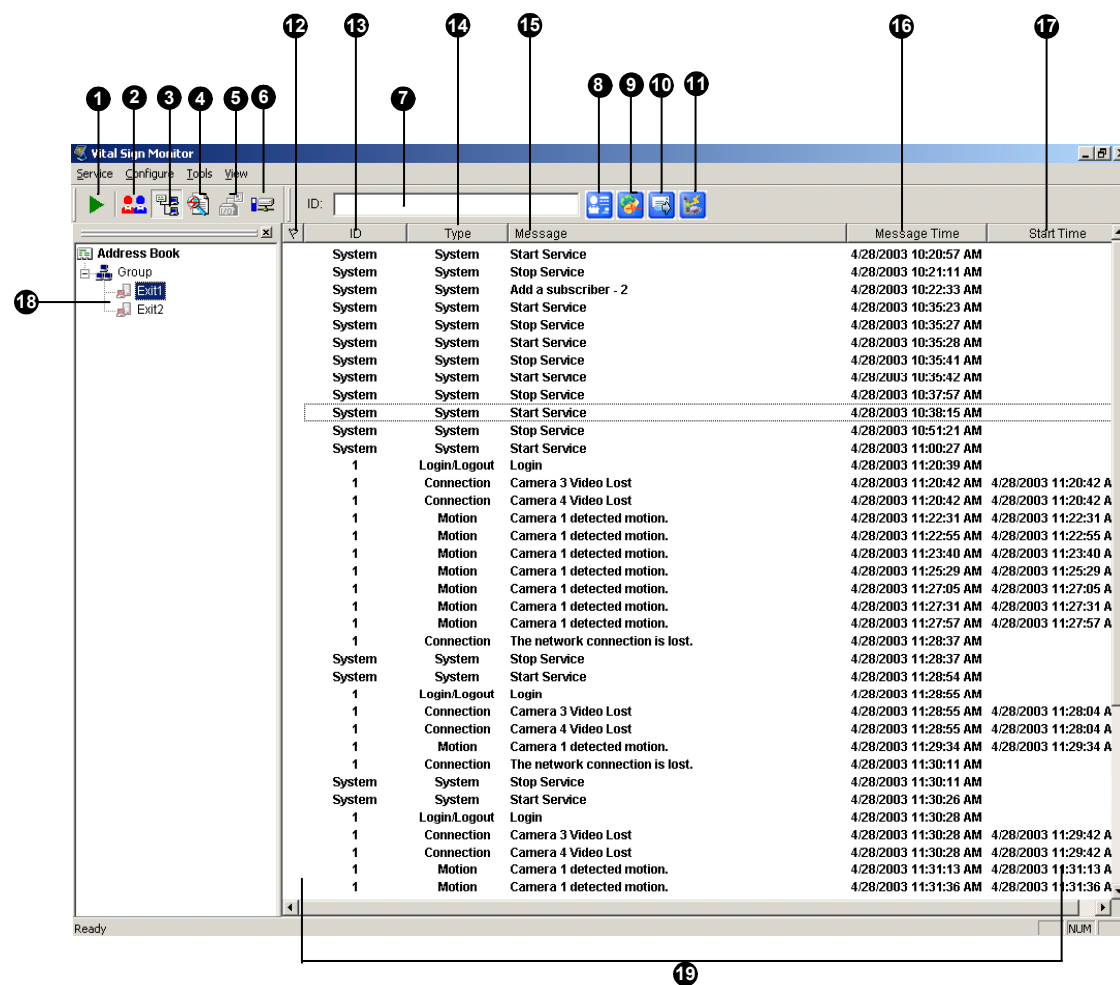 12 13 14 15 16 17
1 2 3 4 5 6 7 8 9 10 11
Vital Sign Monitor
Service Configure Tools View
ID:
ID Type Message Message Time Start Time
Address Book
Group
Exit1
Exit2
18
System System Start Service 4/28/2003 10:20:57 AM
System System Stop Service 4/28/2003 10:21:11 AM
System System Add a subscriber - 2 4/28/2003 10:22:33 AM
System System Start Service 4/28/2003 10:35:23 AM
System System Stop Service 4/28/2003 10:35:27 AM
System System Start Service 4/28/2003 10:35:28 AM
System System Stop Service 4/28/2003 10:35:41 AM
System System Start Service 4/28/2003 10:35:42 AM
System System Stop Service 4/28/2003 10:37:57 AM
System System Start Service 4/28/2003 10:38:15 AM
System System Stop Service 4/28/2003 10:51:21 AM
System System Start Service 4/28/2003 11:00:27 AM
1 Login/Logout Login 4/28/2003 11:20:39 AM
1 Connection Camera 3 Video Lost 4/28/2003 11:20:42 AM 4/28/2003 11:20:42 A
1 Connection Camera 4 Video Lost 4/28/2003 11:20:42 AM 4/28/2003 11:20:42 A
1 Motion Camera 1 detected motion. 4/28/2003 11:22:31 AM 4/28/2003 11:22:31 A
1 Motion Camera 1 detected motion. 4/28/2003 11:22:55 AM 4/28/2003 11:22:55 A
1 Motion Camera 1 detected motion. 4/28/2003 11:23:40 AM 4/28/2003 11:23:40 A
1 Motion Camera 1 detected motion. 4/28/2003 11:25:29 AM 4/28/2003 11:25:29 A
1 Motion Camera 1 detected motion. 4/28/2003 11:27:05 AM 4/28/2003 11:27:05 A
1 Motion Camera 1 detected motion. 4/28/2003 11:27:31 AM 4/28/2003 11:27:31 A
1 Motion Camera 1 detected motion. 4/28/2003 11:27:57 AM 4/28/2003 11:27:57 A
1 Connection The network connection is lost. 4/28/2003 11:28:37 AM
System System Stop Service 4/28/2003 11:28:37 AM
System System Start Service 4/28/2003 11:28:54 AM
1 Login/Logout Login 4/28/2003 11:28:55 AM
1 Connection Camera 3 Video Lost 4/28/2003 11:28:55 AM 4/28/2003 11:28:04 A
1 Connection Camera 4 Video Lost 4/28/2003 11:28:55 AM 4/28/2003 11:28:04 A
1 Motion Camera 1 detected motion. 4/28/2003 11:29:34 AM 4/28/2003 11:29:34 A
1 Connection The network connection is lost. 4/28/2003 11:30:11 AM
System System Stop Service 4/28/2003 11:30:11 AM
System System Start Service 4/28/2003 11:30:26 AM
1 Login/Logout Login 4/28/2003 11:30:28 AM
1 Connection Camera 3 Video Lost 4/28/2003 11:30:28 AM 4/28/2003 11:29:42 A
1 Connection Camera 4 Video Lost 4/28/2003 11:30:28 AM 4/28/2003 11:29:42 A
1 Motion Camera 1 detected motion. 4/28/2003 11:31:13 AM 4/28/2003 11:31:13 A
1 Motion Camera 1 detected motion. 4/28/2003 11:31:36 AM 4/28/2003 11:31:36 A
Ready NUM
19